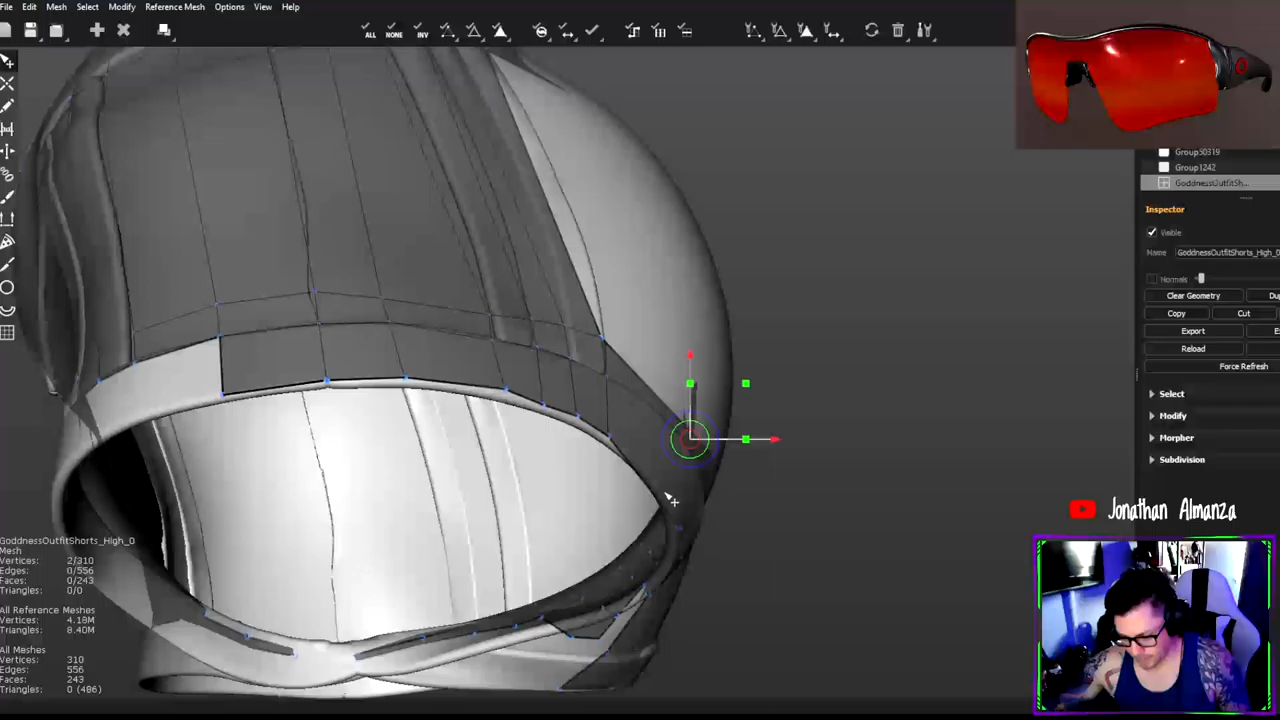 File Edit Mesh Select Modify Reference Mesh Options View Help
ALL NONE INV
Group50319
Group1242
GoddnessOutfitSh...
Inspector
Visible
Name GoddnessOutfitShorts_High_0
Normals
Clear Geometry
Copy Cut
Export
Reload
Force Refresh
Select
Modify
Morpher
Subdivision
Jonathan Almanza
GoddnessOutfitShorts_High_0
Mesh
Vertices: 2/310
Edges: 0/556
Faces: 0/243
Triangles: 0/0
All Reference Meshes
Vertices: 4.18M
Triangles: 8.40M
All Meshes
Vertices: 310
Edges: 556
Faces: 243
Triangles: 0 (486)